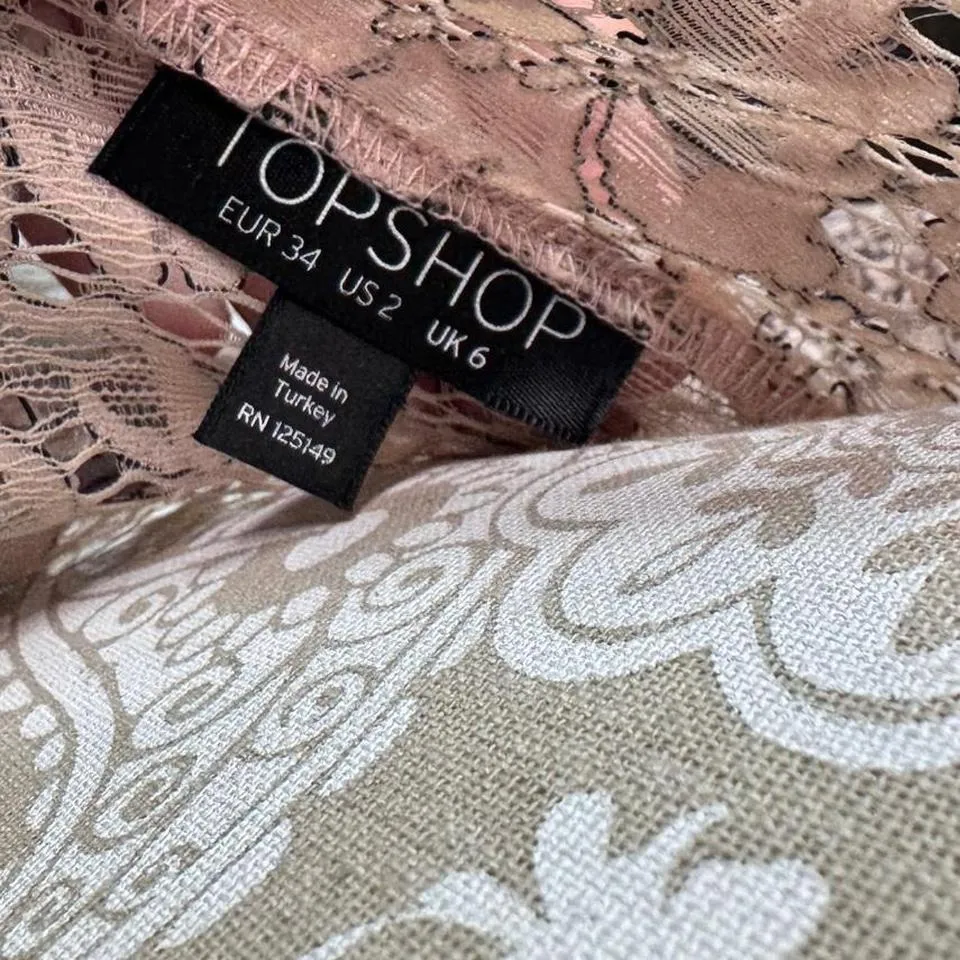 TOPSHOP
EUR 34 US 2 UK 6
Made in
Turkey
RN 125149